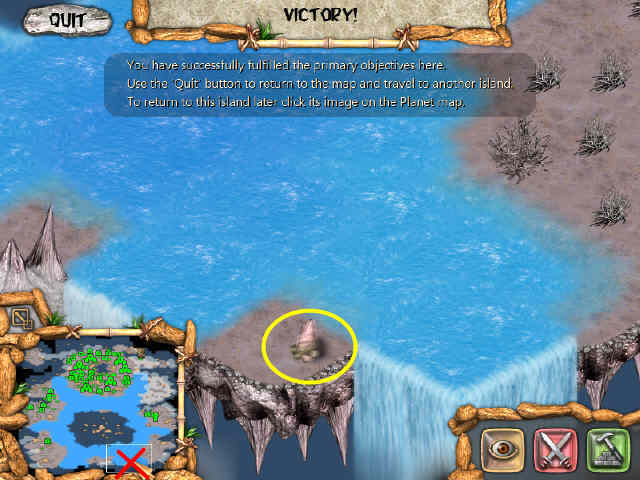 QUIT
VICTORY!
You have successfully fulfilled the primary objectives here.
Use the 'Quit' button to return to the map and travel to another island.
To return to this island later click its image on the Planet map.